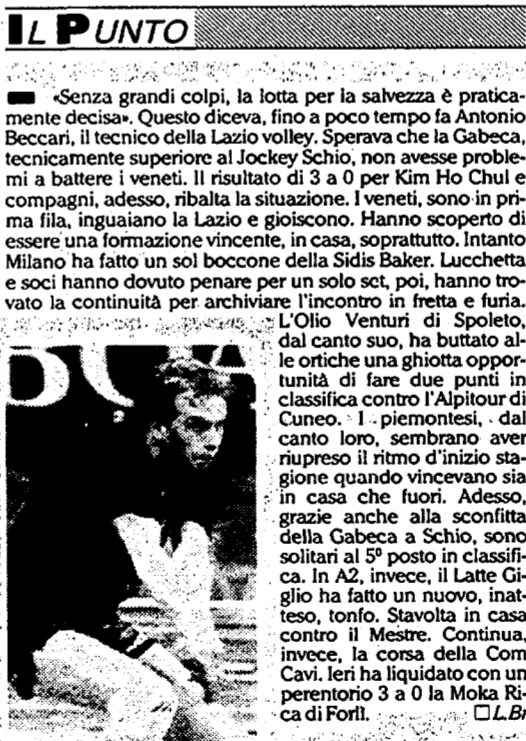 IL PUNTO
«Senza grandi colpi, la lotta per la salvezza è pratica-
mente decisa». Questo diceva, fino a poco tempo fa Antonio
Beccari, il tecnico della Lazio volley. Sperava che la Gabeca,
tecnicamente superiore al Jockey Schio, non avesse proble-
mi a battere i veneti. Il risultato di 3 a 0 per Kim Ho Chul e
compagni, adesso, ribalta la situazione. I veneti, sono in pri-
ma fila, inguaiano la Lazio e gioiscono. Hanno scoperto di
essere una formazione vincente, in casa, soprattutto. Intanto
Milano ha fatto un sol boccone della Sidis Baker. Lucchetta
e soci hanno dovuto penare per un solo set, poi, hanno tro-
vato la continuità per archiviare l'incontro in fretta e furia.
L'Olio Venturi di Spoleto,
dal canto suo, ha buttato al-
le ortiche una ghiotta oppor-
tunità di fare due punti in
classifica contro l'Alpitour di
Cuneo. I piemontesi, dal
canto loro, sembrano aver
riupreso il ritmo d'inizio sta-
gione quando vincevano sia
in casa che fuori. Adesso,
grazie anche alla sconfitta
della Gabeca a Schio, sono
solitari al 5º posto in classifi-
ca. In A2, invece, il Latte Gi-
glio ha fatto un nuovo, inat-
teso, tonfo. Stavolta in casa
contro il Mestre. Continua,
invece, la corsa della Com
Cavi. Ieri ha liquidato con un
perentorio 3 a 0 la Moka Ri-
ca di Forlì. □ L.Br